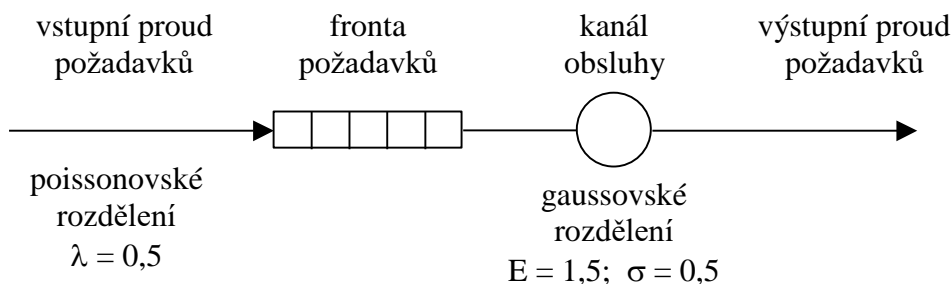 vstupní proud
požadavků
fronta
požadavků
kanál
obsluhy
výstupní proud
požadavků
poissonovské
rozdělení
λ = 0,5
gaussovské
rozdělení
E = 1,5; σ = 0,5